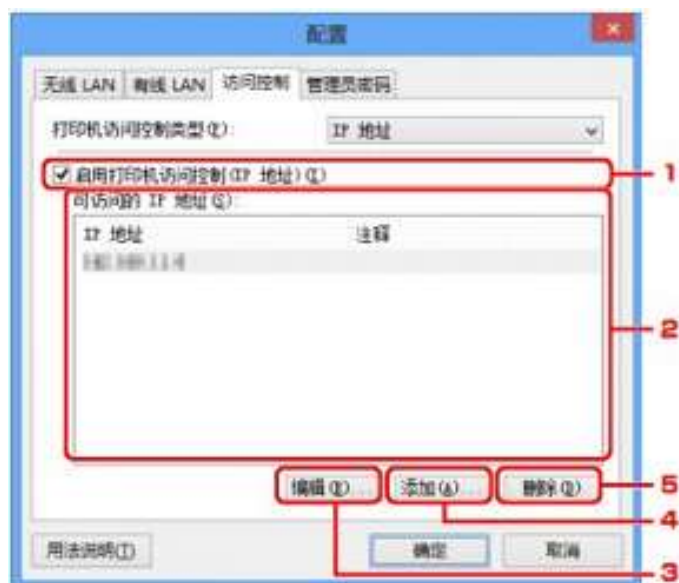 配置
无线 LAN 有线 LAN 访问控制 管理员密码
打印机访问控制类型(P): IP 地址
启用打印机访问控制(IP 地址)(L) 1
可访问的 IP 地址(S):
IP 地址 注释
2
编辑(E)... 添加(A)... 删除(D)... 5
4
用法说明(I) 确定 取消
3